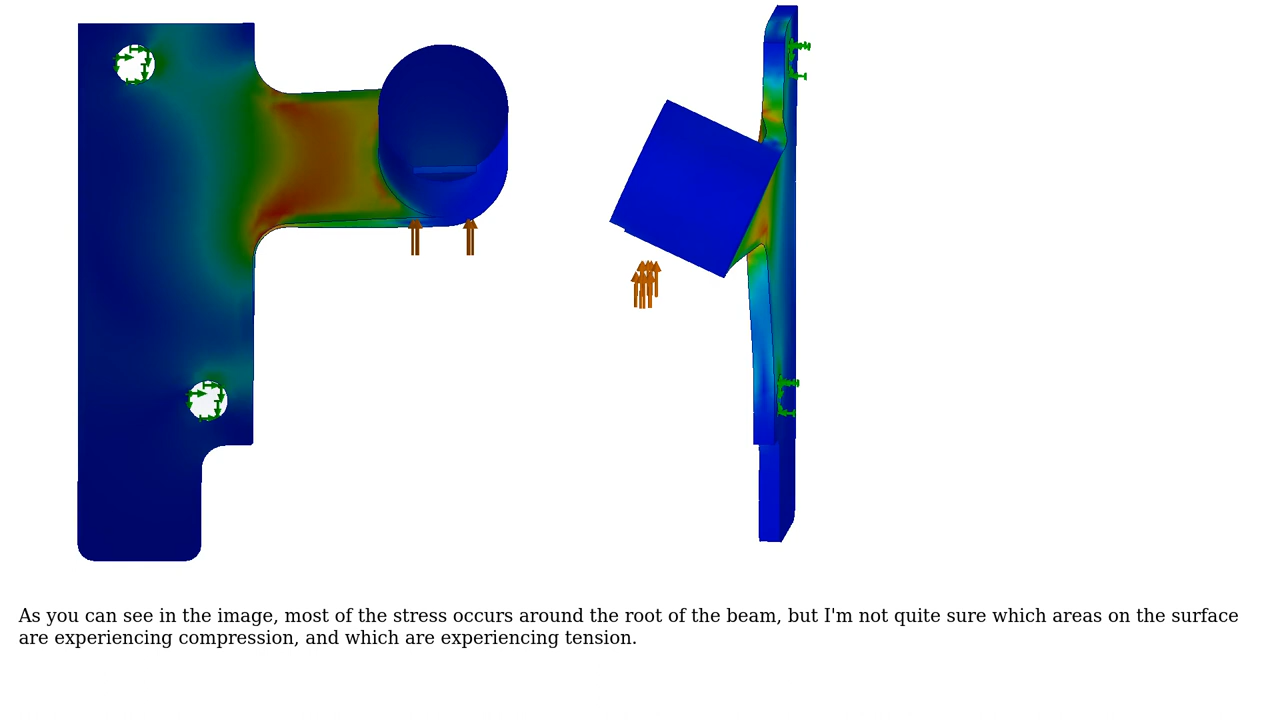 As you can see in the image, most of the stress occurs around the root of the beam, but I'm not quite sure which areas on the surface
are experiencing compression, and which are experiencing tension.